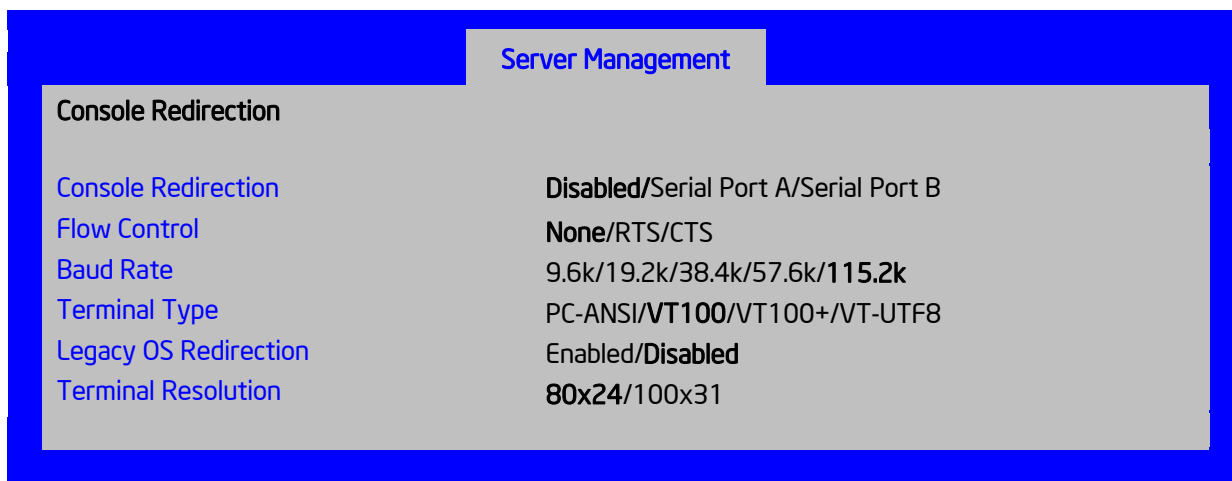 Server Management
Console Redirection
Console Redirection Disabled/Serial Port A/Serial Port B
Flow Control None/RTS/CTS
Baud Rate 9.6k/19.2k/38.4k/57.6k/115.2k
Terminal Type PC-ANSI/VT100/VT100+/VT-UTF8
Legacy OS Redirection Enabled/Disabled
Terminal Resolution 80x24/100x31